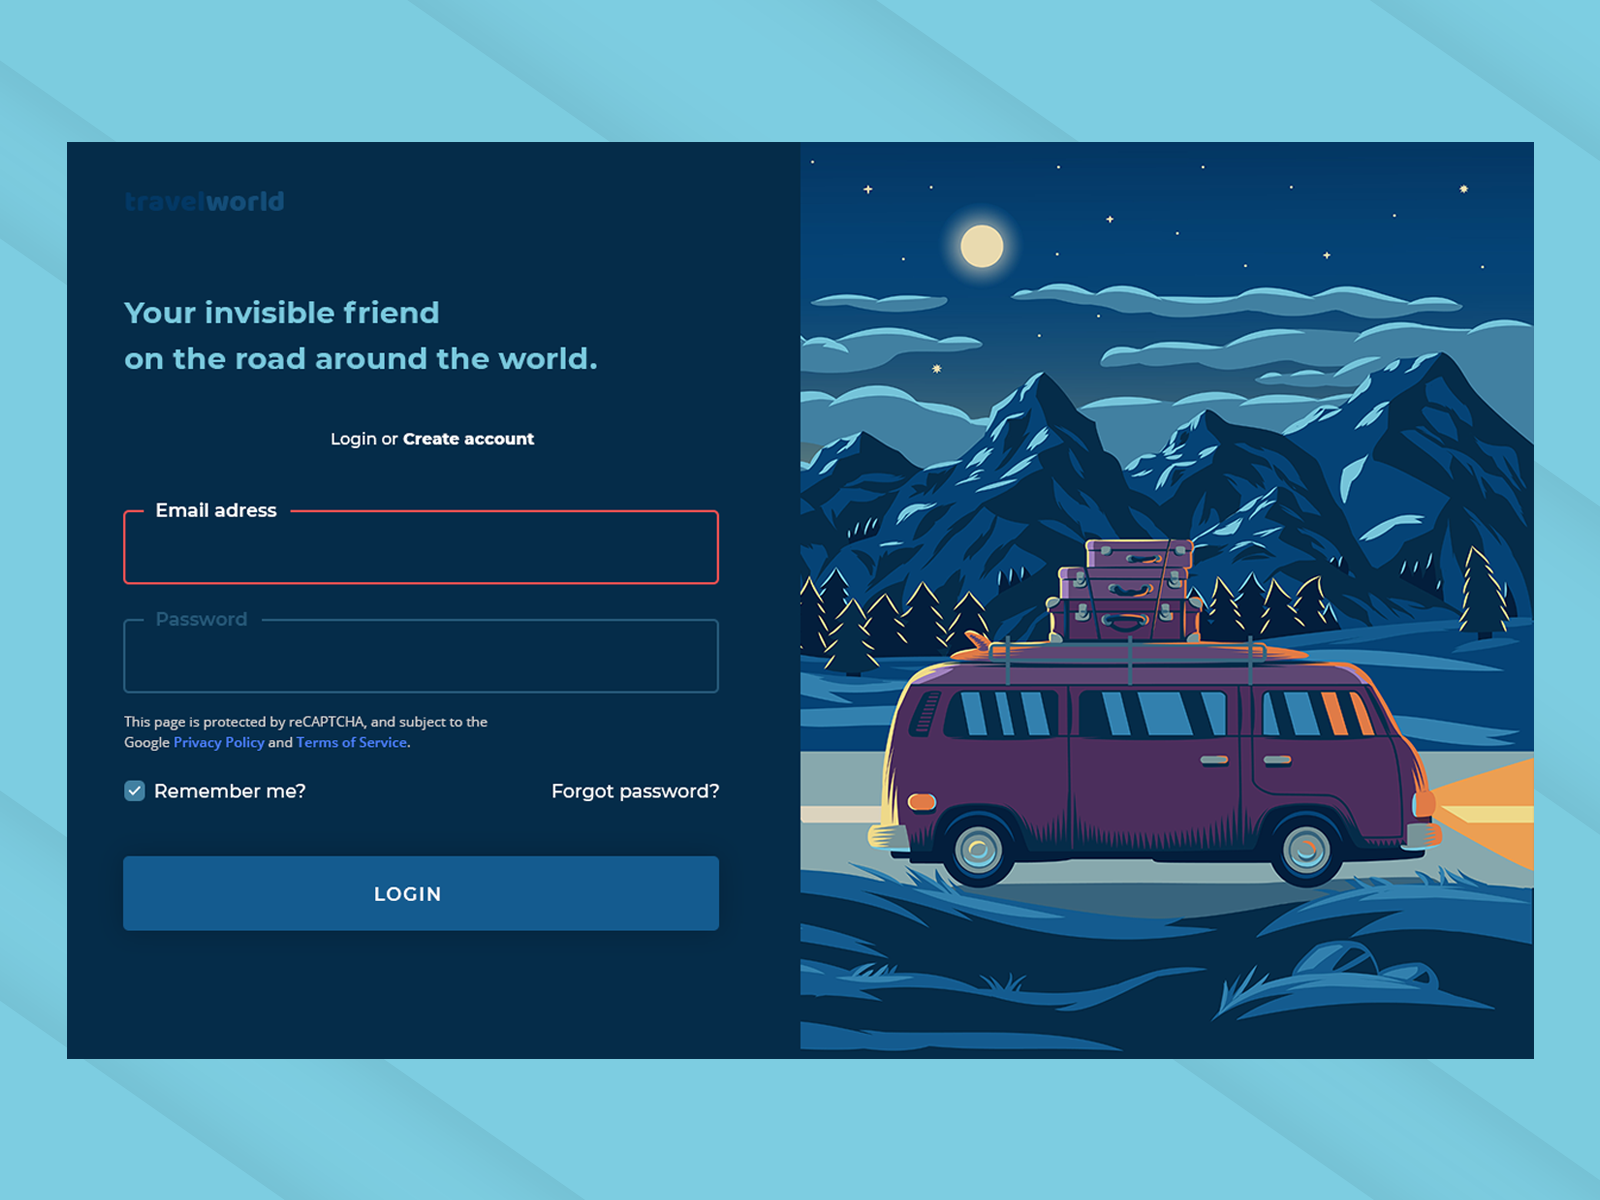 travelworld
Your invisible friend
on the road around the world.
Login or Create account
Email adress
Password
This page is protected by reCAPTCHA, and subject to the
Google Privacy Policy and Terms of Service.
Remember me?
Forgot password?
LOGIN